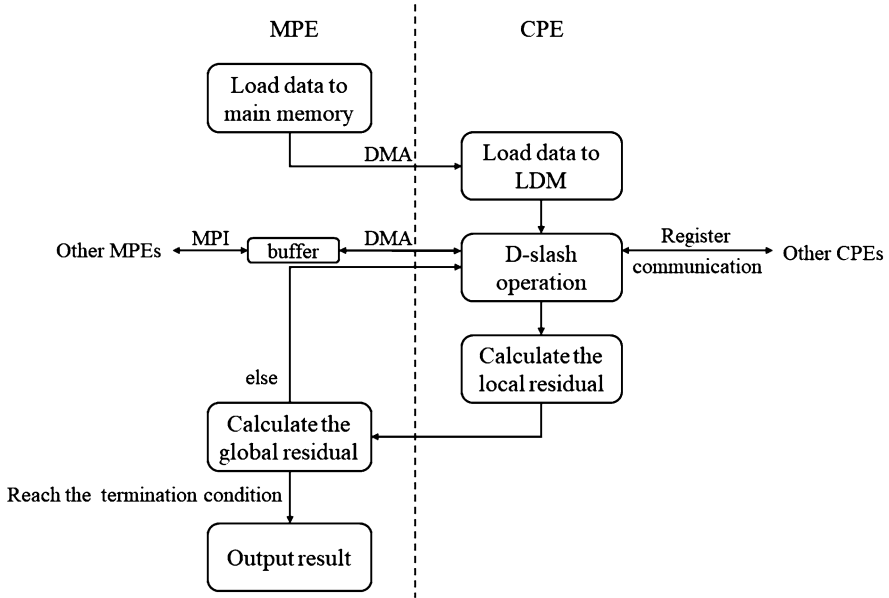 MPE
CPE
Load data to
main memory
DMA
Load data to
LDM
Other MPEs
MPI
buffer
DMA
D-slash
operation
Register
communication
Other CPEs
else
Calculate the
local residual
Calculate the
global residual
Reach the termination condition
Output result